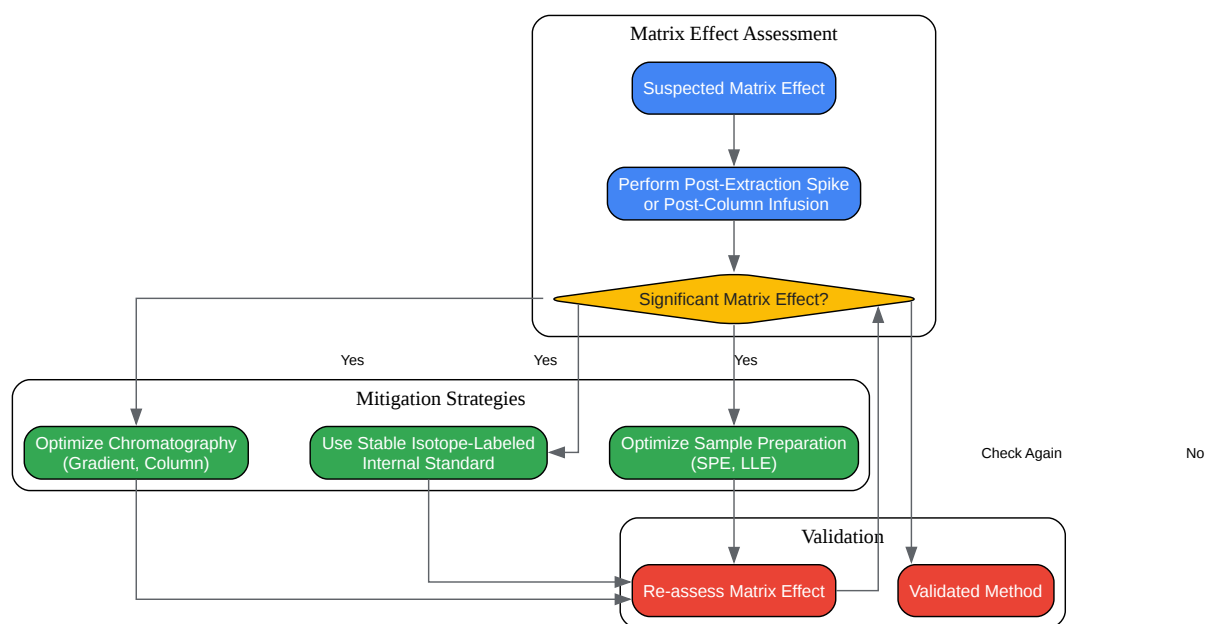 Matrix Effect Assessment
Suspected Matrix Effect
Perform Post-Extraction Spike
or Post-Column Infusion
Significant Matrix Effect?
Yes
Yes
Yes
Mitigation Strategies
Optimize Chromatography
(Gradient, Column)
Use Stable Isotope-Labeled
Internal Standard
Optimize Sample Preparation
(SPE, LLE)
Check Again
No
Validation
Re-assess Matrix Effect
Validated Method